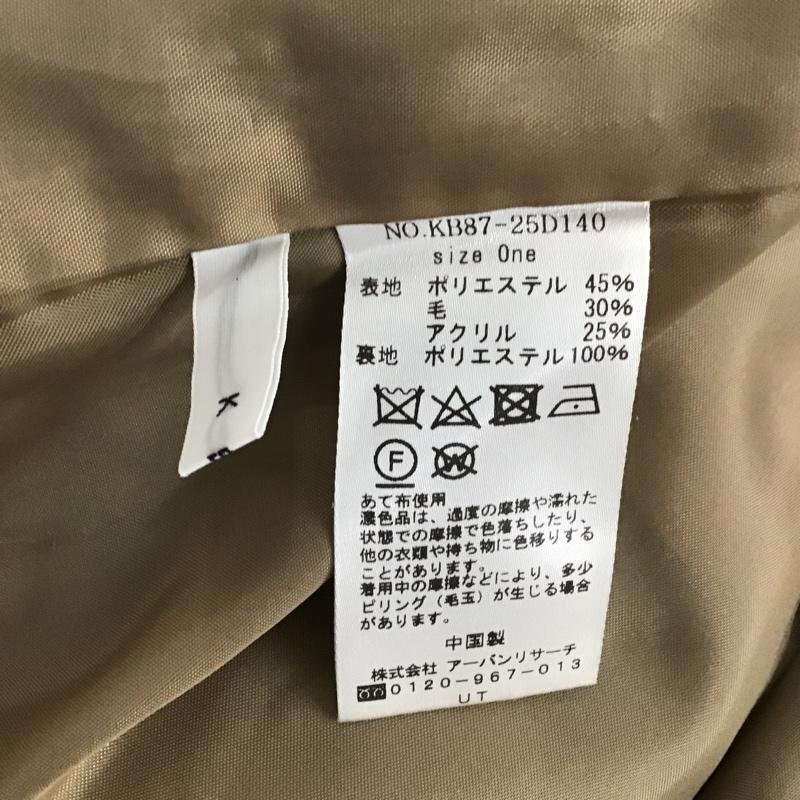 NO.KB87-25D140
size One
表地 ポリエステル 45%
毛 30%
アクリル 25%
裏地 ポリエステル 100%
F W
あて布使用
濃色品は、過度の摩擦や濡れた
状態での摩擦で色落ちしたり、
他の衣類や持ち物に色移りする
ことがあります。
着用中の摩擦などにより、多少
ピリング（毛玉）が生じる場合
があります。
中国製
株式会社 アーバンリサーチ
0120-967-013
UT
K